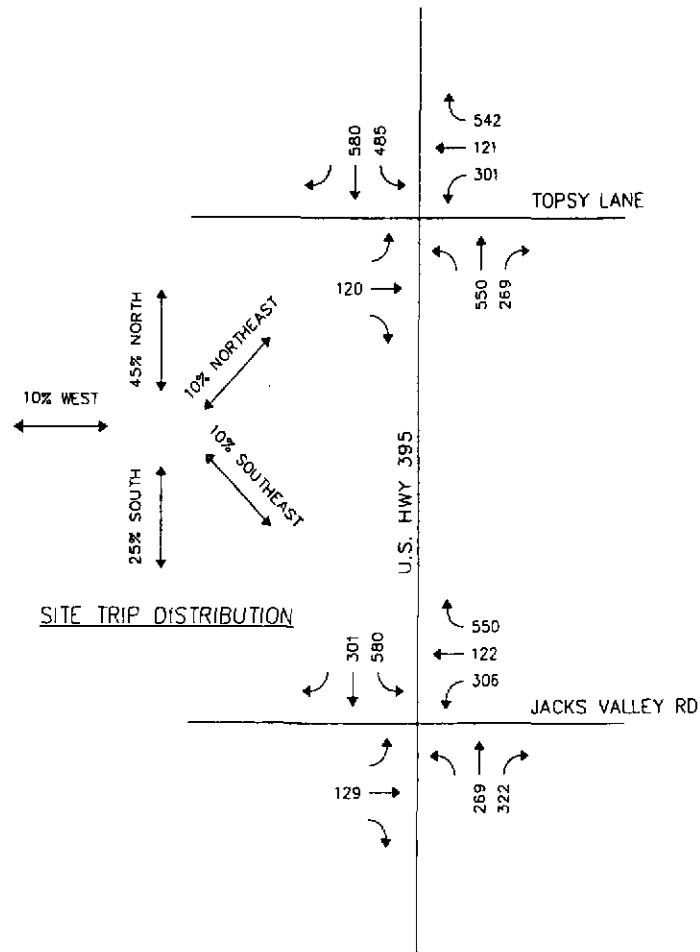 542
580
485
121
301
TOPSY LANE
120
550
269
45% NORTH
10% NORTHEAST
10% WEST
10% SOUTHEAST
25% SOUTH
U.S. HWY 395
SITE TRIP DISTRIBUTION
550
301
580
122
306
JACKS VALLEY RD
129
269
322